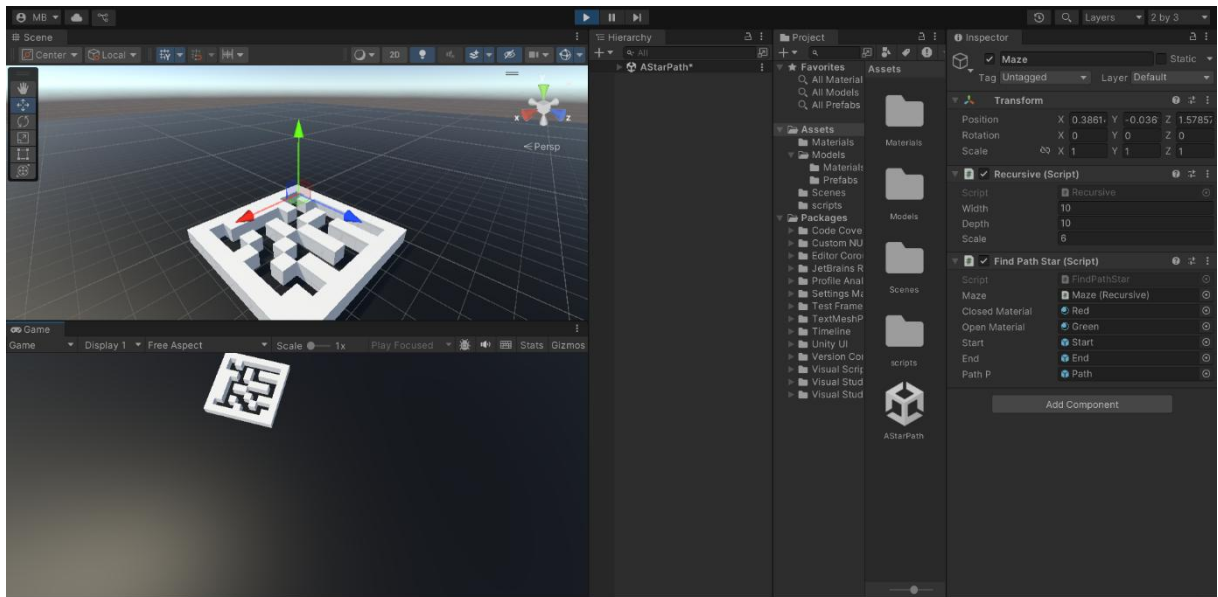 MB
Layers
2 by 3
Scene
Center
Local
2D
y
x
z
Persp
Game
Game
Display 1
Free Aspect
Scale
1x
Play Focused
Stats
Gizmos
Hierarchy
All
AStarPath*
Project
Favorites
All Material
All Models
All Prefabs
Assets
Materials
Models
Materials
Prefabs
Scenes
scripts
Packages
Code Cove
Custom NU
Editor Coro
JetBrains R
Profile Anal
Settings Ma
Test Frame
TextMeshP
Timeline
Unity UI
Version Con
Visual Scrip
Visual Stud
Visual Stud
Assets
Materials
Models
Scenes
scripts
AStarPath
Inspector
Maze
Static
Tag Untagged Layer Default
Transform
Position X 0.3861 Y -0.036 Z 1.5785
Rotation X 0 Y 0 Z 0
Scale X 1 Y 1 Z 1
Recursive (Script)
Script Recursive
Width 10
Depth 10
Scale 6
Find Path Star (Script)
Script FindPathStar
Maze Maze (Recursive)
Closed Material Red
Open Material Green
Start Start
End End
Path P Path
Add Component